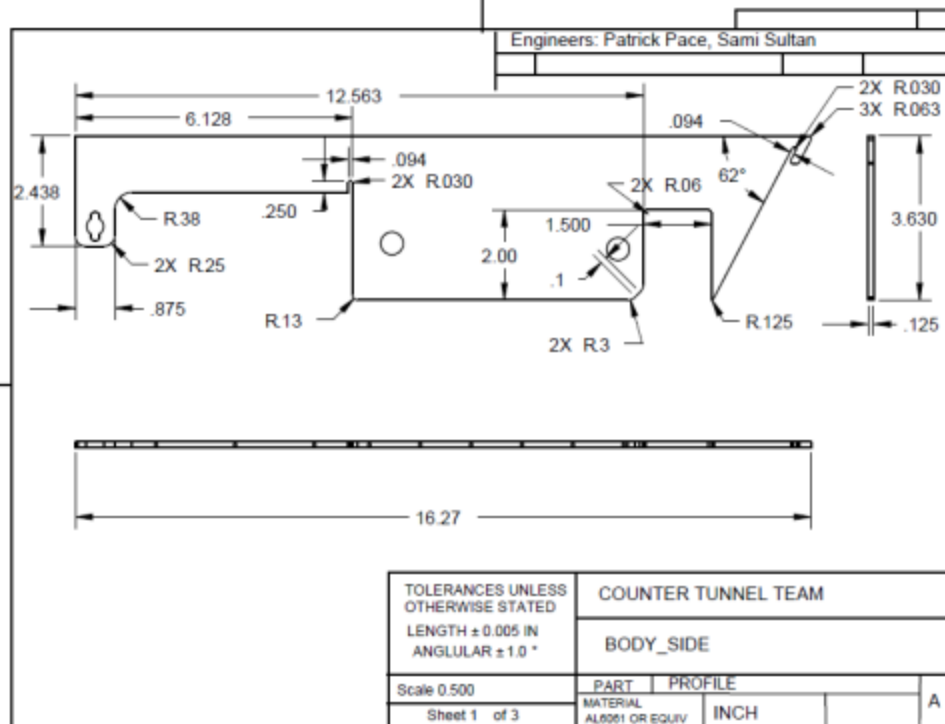 Engineers: Patrick Pace, Sami Sultan
12.563
6.128
2X R.030
3X R.063
.094
.094
2X R.030
62°
2.438
.250
R.38
2X R.06
1.500
3.630
2.00
.1
2X R.25
.875
R.13
R.125
.125
2X R.3
16.27
TOLERANCES UNLESS
OTHERWISE STATED
LENGTH ± 0.005 IN
ANGLULAR ± 1.0 °
COUNTER TUNNEL TEAM
BODY_SIDE
Scale 0.500
PART PROFILE
Sheet 1 of 3
MATERIAL
AL6061 OR EQUIV
INCH
A